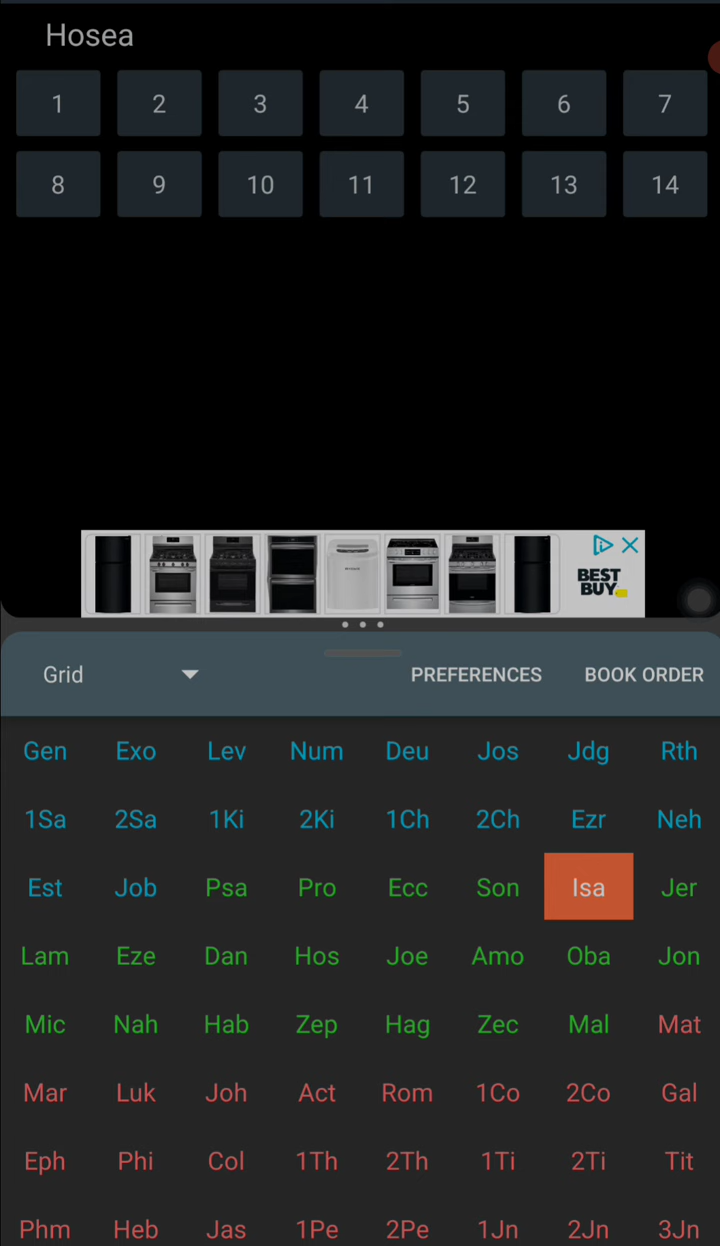 Hosea
1 2 3 4 5 6 7
8 9 10 11 12 13 14
BEST
BUY
Grid PREFERENCES BOOK ORDER
Gen Exo Lev Num Deu Jos Jdg Rth
1Sa 2Sa 1Ki 2Ki 1Ch 2Ch Ezr Neh
Est Job Psa Pro Ecc Son Isa Jer
Lam Eze Dan Hos Joe Amo Oba Jon
Mic Nah Hab Zep Hag Zec Mal Mat
Mar Luk Joh Act Rom 1Co 2Co Gal
Eph Phi Col 1Th 2Th 1Ti 2Ti Tit
Phm Heb Jas 1Pe 2Pe 1Jn 2Jn 3Jn